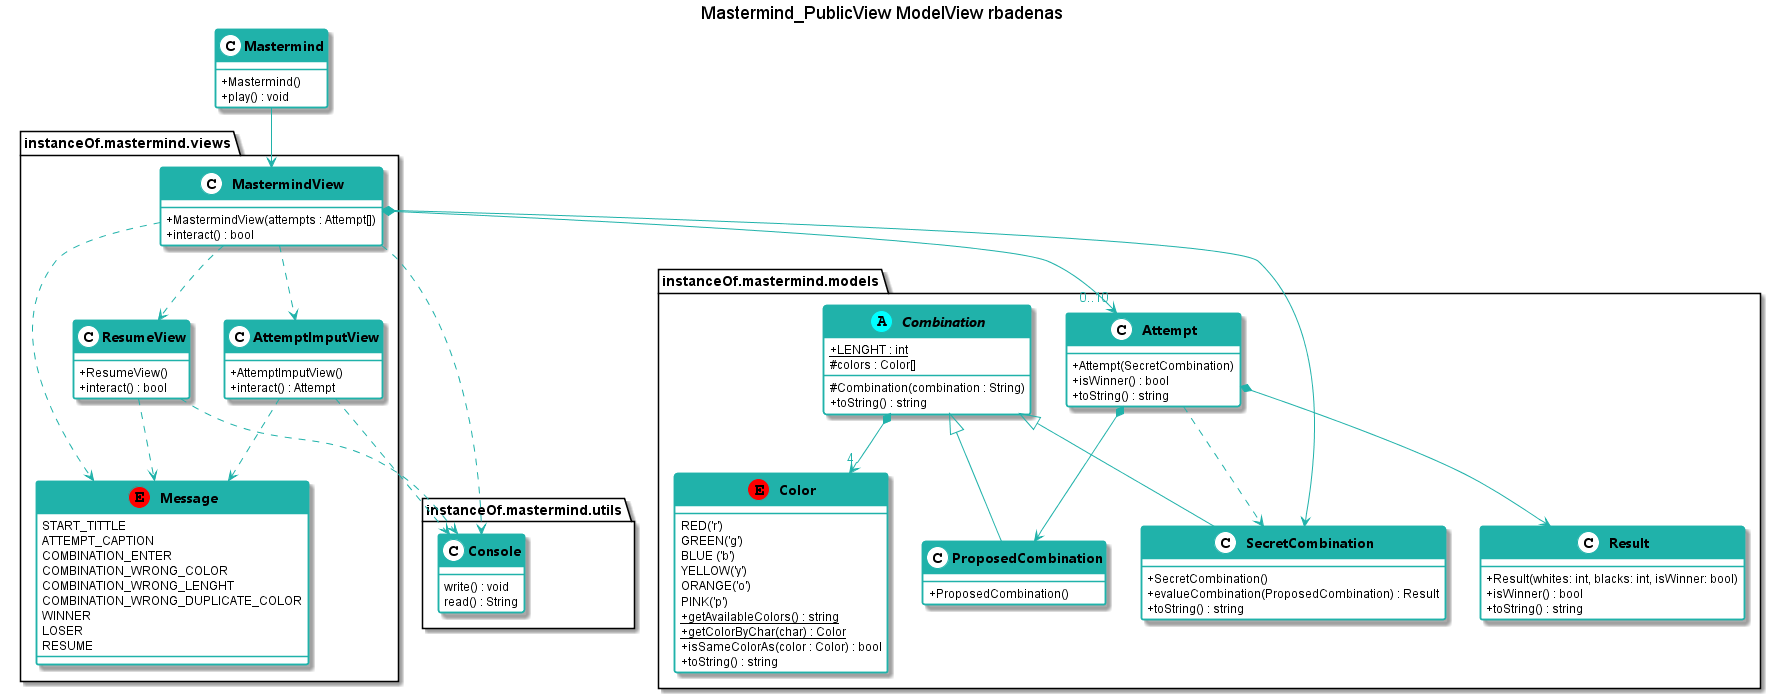 Mastermind_PublicView ModelView rbadenas
C Mastermind
+Mastermind()
+play() : void
instanceOf.mastermind.views
C MastermindView
+MastermindView(attempts : Attempt[])
+interact() : bool
C ResumeView
+ResumeView()
+interact() : bool
C AttemptImputView
+AttemptImputView()
+interact() : Attempt
E Message
START_TITTLE
ATTEMPT_CAPTION
COMBINATION_ENTER
COMBINATION_WRONG_COLOR
COMBINATION_WRONG_LENGHT
COMBINATION_WRONG_DUPLICATE_COLOR
WINNER
LOSER
RESUME
instanceOf.mastermind.utils
C Console
write() : void
read() : String
instanceOf.mastermind.models
A Combination
+LENGHT : int
#colors : Color[]
#Combination(combination : String)
+toString() : string
0..10
C Attempt
+Attempt(SecretCombination)
+isWinner() : bool
+toString() : string
4
E Color
RED('r')
GREEN('g')
BLUE ('b')
YELLOW('y')
ORANGE('o')
PINK('p')
+getAvailableColors() : string
+getColorByChar(char) : Color
+isSameColorAs(color : Color) : bool
+toString() : string
C ProposedCombination
+ProposedCombination()
C SecretCombination
+SecretCombination()
+evalueCombination(ProposedCombination) : Result
+toString() : string
C Result
+Result(whites: int, blacks: int, isWinner: bool)
+isWinner() : bool
+toString() : string